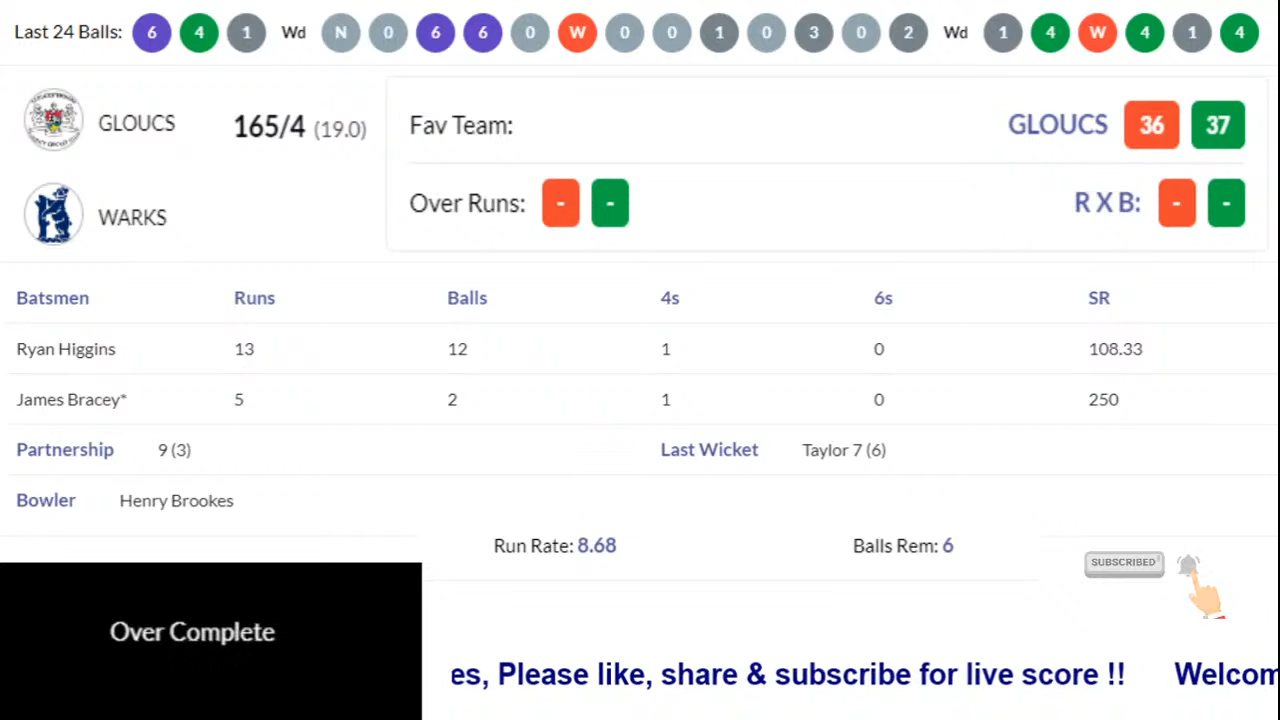 Last 24 Balls: 6 4 1 Wd N 0 6 6 0 W 0 0 1 0 3 0 2 Wd 1 4 W 4 1 4
GLOUCS 165/4 (19.0)
Fav Team: GLOUCS 36 37
WARKS
Over Runs: - - R X B: - -
Batsmen Runs Balls 4s 6s SR
Ryan Higgins 13 12 1 0 108.33
James Bracey* 5 2 1 0 250
Partnership 9 (3) Last Wicket Taylor 7 (6)
Bowler Henry Brookes
Run Rate: 8.68 Balls Rem: 6
SUBSCRIBED
Over Complete
es, Please like, share & subscribe for live score !! Welcom